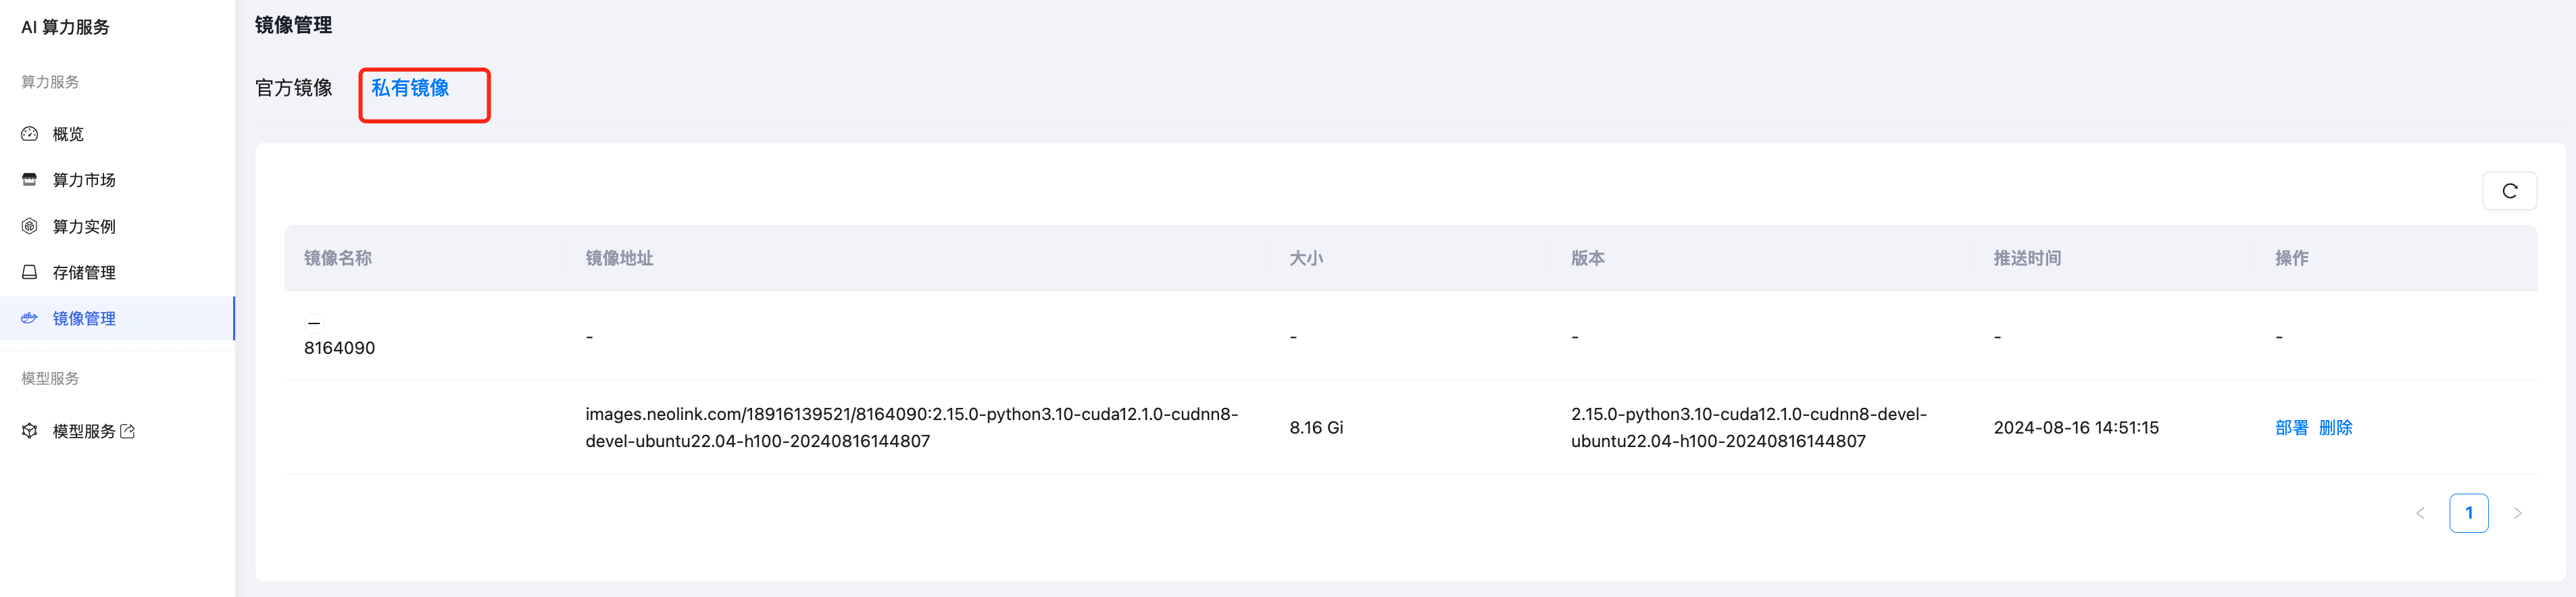 AI 算力服务
算力服务
概览
算力市场
算力实例
存储管理
镜像管理
模型服务
模型服务
镜像管理
官方镜像 私有镜像
镜像名称 镜像地址 大小 版本 推送时间 操作
8164090 - - - - -
images.neolink.com/18916139521/8164090:2.15.0-python3.10-cuda12.1.0-cudnn8-
devel-ubuntu22.04-h100-20240816144807
8.16 Gi
2.15.0-python3.10-cuda12.1.0-cudnn8-devel-
ubuntu22.04-h100-20240816144807
2024-08-16 14:51:15
部署 删除
1